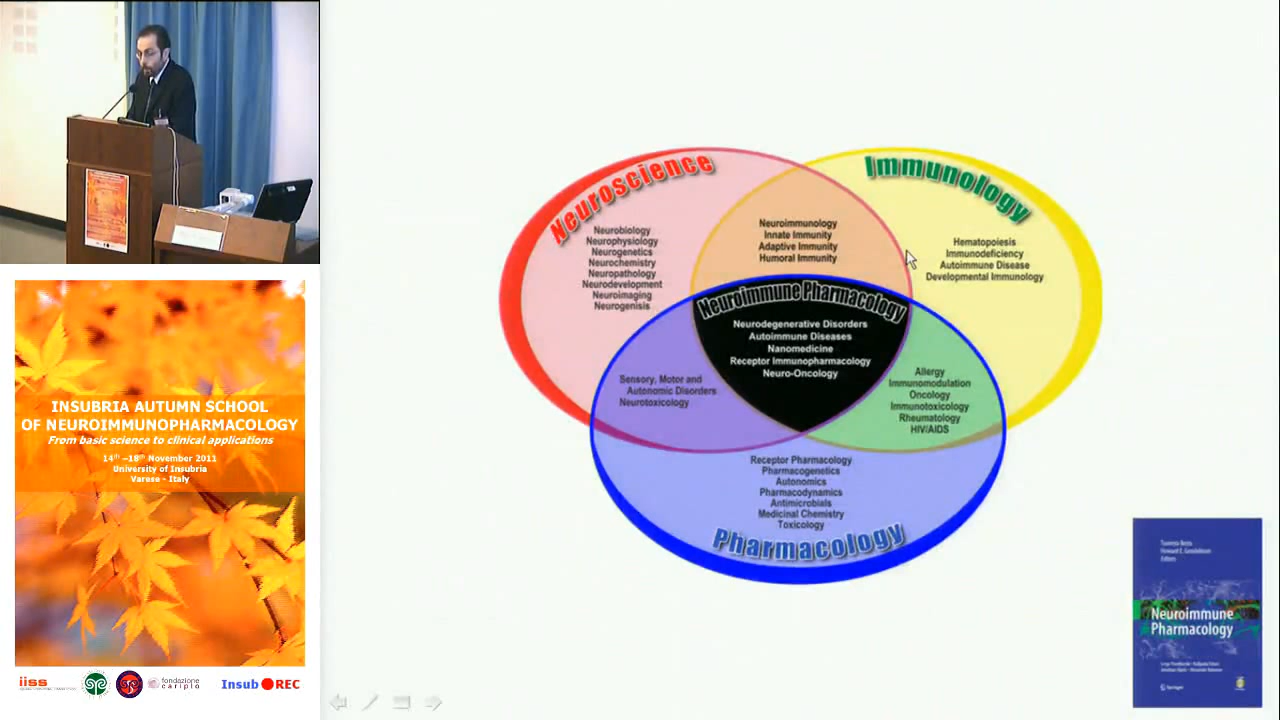 INSUBRIA AUTUMN SCHOOL
OF NEUROIMMUNOPHARMACOLOGY
From basic science to clinical applications
14th –18th November 2011
University of Insubria
Varese - Italy
iiss
fondazione
cariplo
Insub REC
Neuroscience
Neurobiology
Neurophysiology
Neurogenetics
Neurochemistry
Neuropathology
Neurodevelopment
Neuroimaging
Neurogenisis
Neuroimmunology
Innate Immunity
Adaptive Immunity
Humoral Immunity
Immunology
Hematopoiesis
Immunodeficiency
Autoimmune Disease
Developmental Immunology
Neuroimmune Pharmacology
Neurodegenerative Disorders
Autoimmune Diseases
Nanomedicine
Receptor Immunopharmacology
Neuro-Oncology
Sensory, Motor and
Autonomic Disorders
Neurotoxicology
Allergy
Immunomodulation
Oncology
Immunotoxicology
Rheumatology
HIV/AIDS
Receptor Pharmacology
Pharmacogenetics
Autonomics
Pharmacodynamics
Antimicrobials
Medicinal Chemistry
Toxicology
Pharmacology
Howard E. Gendelman
Editors
Neuroimmune
Pharmacology
Springer